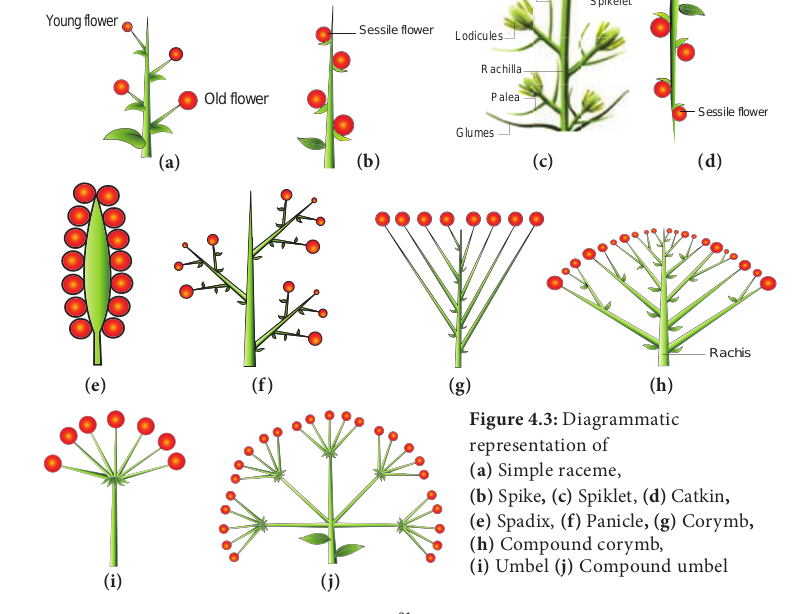 Spikelet
Young flower
Sessile flower
Lodicules
Rachilla
Old flower
Palea
Sessile flower
Glumes
(a)
(b)
(c)
(d)
Rachis
(e)
(f)
(g)
(h)
Figure 4.3: Diagrammatic
representation of
(a) Simple raceme,
(b) Spike, (c) Spiklet, (d) Catkin,
(e) Spadix, (f) Panicle, (g) Corymb,
(h) Compound corymb,
(i) Umbel (j) Compound umbel
(i)
(j)